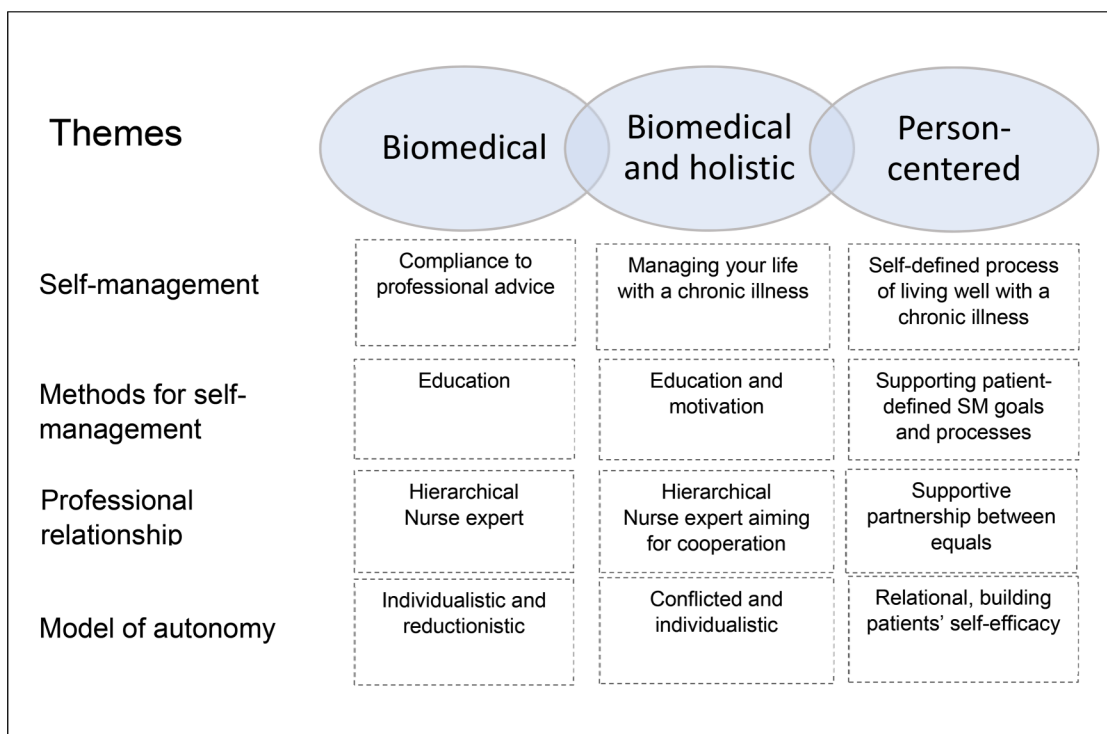 Themes
Biomedical
Biomedical
and holistic
Person-
centered
Self-management
Compliance to
professional advice
Managing your life
with a chronic illness
Self-defined process
of living well with a
chronic illness
Methods for self-
management
Education
Education and
motivation
Supporting patient-
defined SM goals
and processes
Professional
relationship
Hierarchical
Nurse expert
Hierarchical
Nurse expert aiming
for cooperation
Supportive
partnership between
equals
Model of autonomy
Individualistic and
reductionistic
Conflicted and
individualistic
Relational, building
patients’ self-efficacy